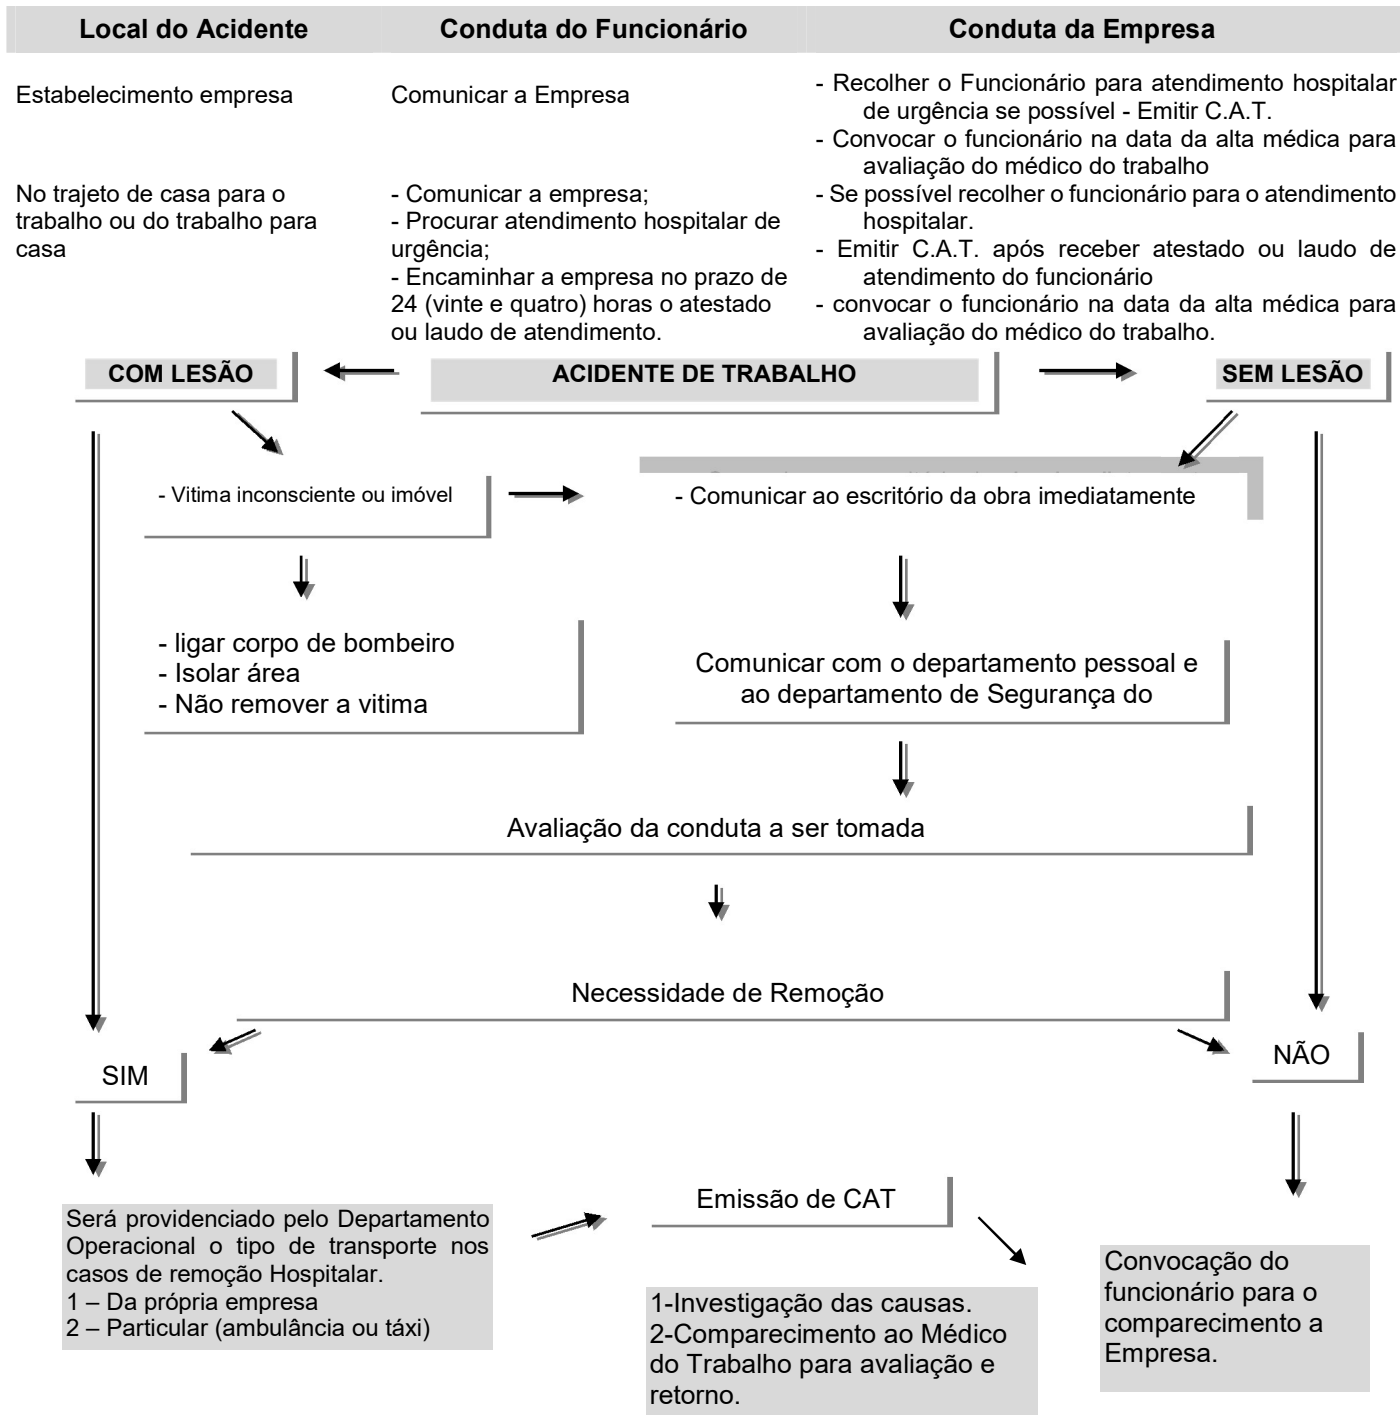 Local do Acidente
Conduta do Funcionário
Conduta da Empresa
Estabelecimento empresa
Comunicar a Empresa
- Recolher o Funcionário para atendimento hospitalar
de urgência se possível - Emitir C.A.T.
- Convocar o funcionário na data da alta médica para
avaliação do médico do trabalho
No trajeto de casa para o
trabalho ou do trabalho para
casa
- Comunicar a empresa;
- Procurar atendimento hospitalar de
urgência;
- Encaminhar a empresa no prazo de
24 (vinte e quatro) horas o atestado
ou laudo de atendimento.
- Se possível recolher o funcionário para o atendimento
hospitalar.
- Emitir C.A.T. após receber atestado ou laudo de
atendimento do funcionário
- convocar o funcionário na data da alta médica para
avaliação do médico do trabalho.
COM LESÃO
ACIDENTE DE TRABALHO
SEM LESÃO
- Vitima inconsciente ou imóvel
- Comunicar ao escritório da obra imediatamente
- ligar corpo de bombeiro
- Isolar área
- Não remover a vitima
Comunicar com o departamento pessoal e
ao departamento de Segurança do
Avaliação da conduta a ser tomada
Necessidade de Remoção
SIM
NÃO
Será providenciado pelo Departamento
Operacional o tipo de transporte nos
casos de remoção Hospitalar.
1 – Da própria empresa
2 – Particular (ambulância ou táxi)
Emissão de CAT
1-Investigação das causas.
2-Comparecimento ao Médico
do Trabalho para avaliação e
retorno.
Convocação do
funcionário para o
comparecimento a
Empresa.